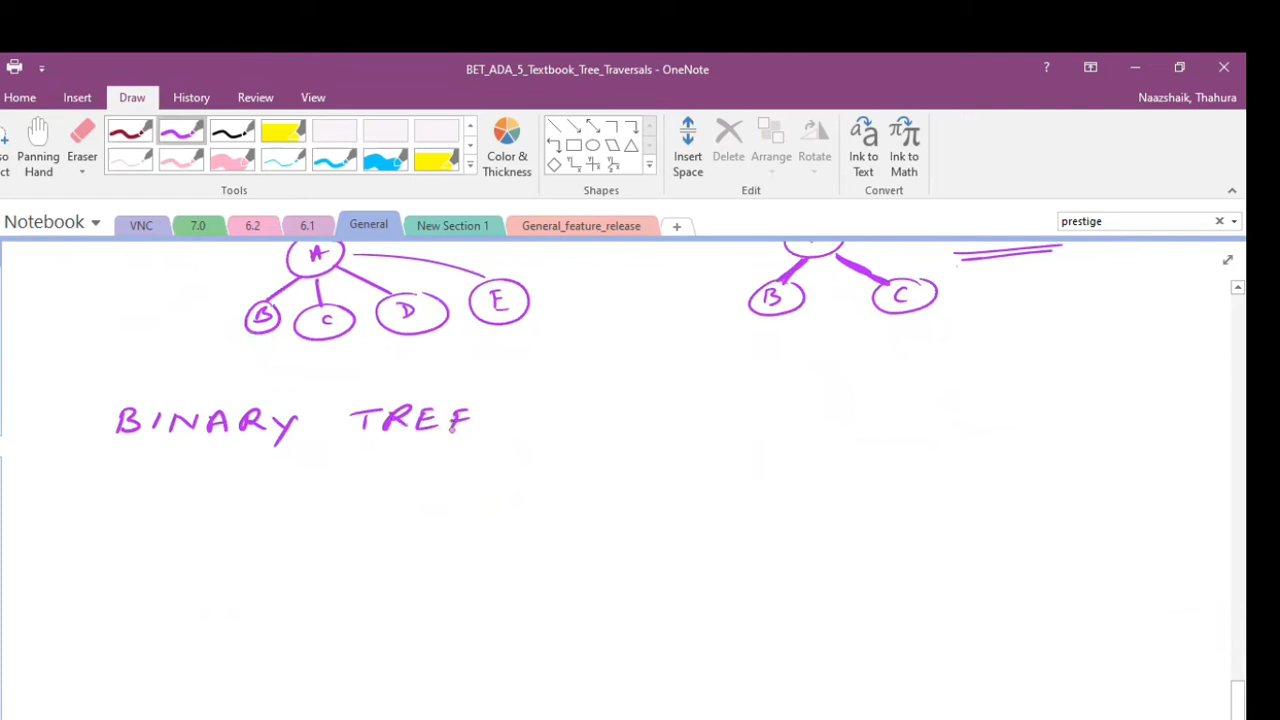 BET_ADA_5_Textbook_Tree_Traversals - OneNote
?
Home Insert Draw History Review View
Naazshaik, Thahura
Panning Hand
Eraser
Color & Thickness
Insert Space
Delete
Arrange
Rotate
Ink to Text
Ink to Math
Tools
Shapes
Edit
Convert
Notebook
VNC 7.0 6.2 6.1 General New Section 1 General_feature_release
prestige
A
B C D E
B C
BINARY TREF